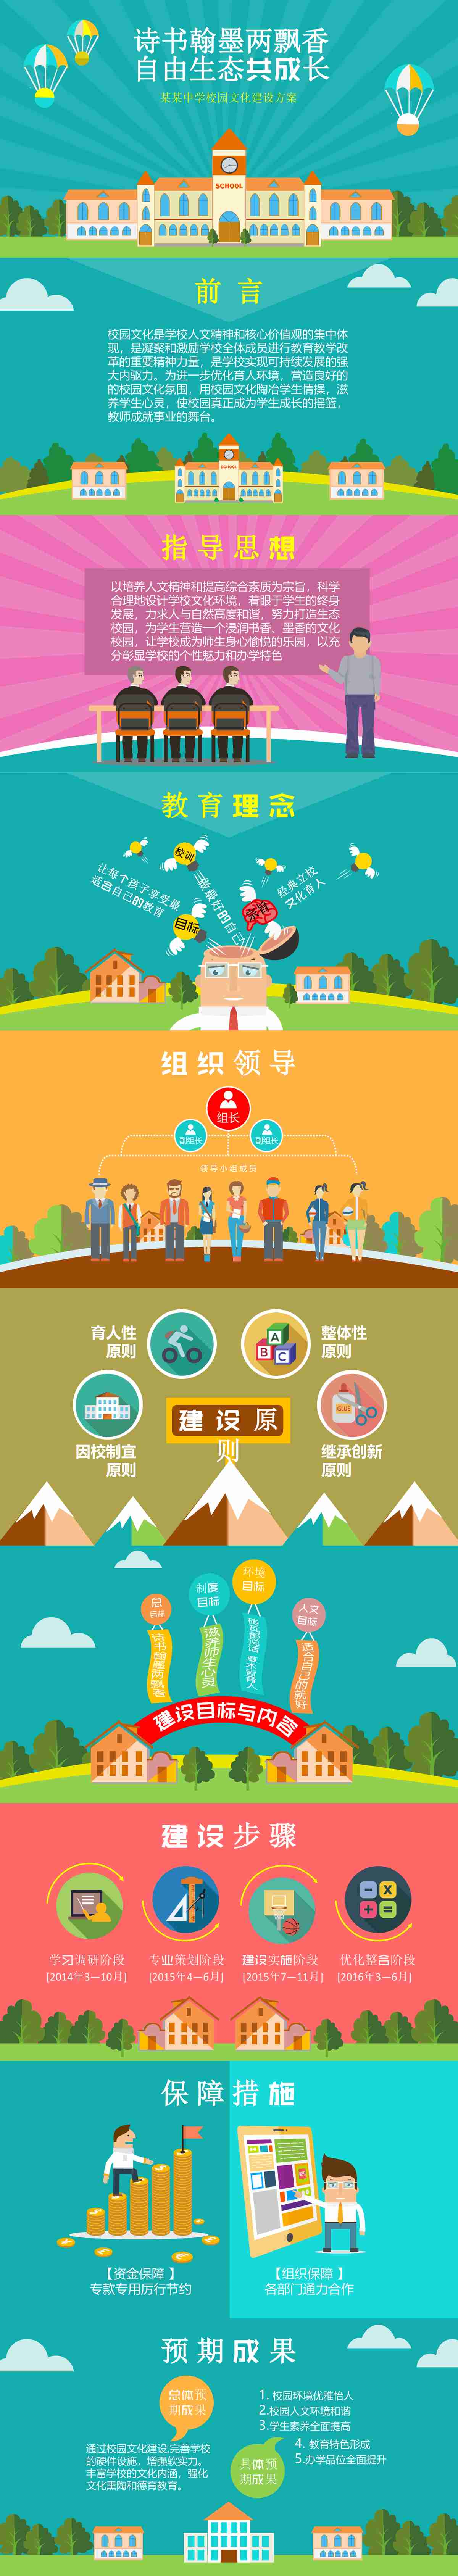 诗书翰墨两飘香
自由生态共成长
某某中学校园文化建设方案
SCHOOL
前 言
校园文化是学校人文精神和核心价值观的集中体
现，是凝聚和激励学校全体成员进行教育教学改
革的重要精神力量，是学校实现可持续发展的强
大内驱力。为进一步优化育人环境，营造良好的
的校园文化氛围，用校园文化陶冶学生情操，滋
养学生心灵，使校园真正成为学生成长的摇篮，
教师成就事业的舞台。
SCHOOL
指导思想
以培养人文精神和提高综合素质为宗旨，科学
合理地设计学校文化环境，着眼于学生的终身
发展，力求人与自然高度和谐，努力打造生态
校园，为学生营造一个浸润书香、墨香的文化
校园，让学校成为师生身心愉悦的乐园，以充
分彰显学校的个性魅力和办学特色
教育理念
校训
让每个孩子享受最
适合自己的教育
做最好的自己
经典立校
文化育人
目标
组织领导
组长
副组长
副组长
领导小组成员
育人性
原则
整体性
原则
A
B C
GLUE
建设原
则
因校制宜
原则
继承创新
原则
总
目标
制度
目标
环境
目标
人文
目标
诗书翰墨两飘香
滋养师生心灵
砖瓦都说话 草木皆育人
适合自己的就好
建设目标与内容
建设步骤
学习调研阶段
[2014年3—10月]
专业策划阶段
[2015年4—6月]
建设实施阶段
[2015年7—11月]
优化整合阶段
[2016年3—6月]
保障措施
【资金保障 】
专款专用厉行节约
【组织保障 】
各部门通力合作
预期成果
总体预
期成果
通过校园文化建设,完善学校
的硬件设施，增强软实力。
丰富学校的文化内涵，强化
文化熏陶和德育教育。
1. 校园环境优雅怡人
2.校园人文环境和谐
3.学生素养全面提高
4. 教育特色形成
5.办学品位全面提升
具体预
期成果